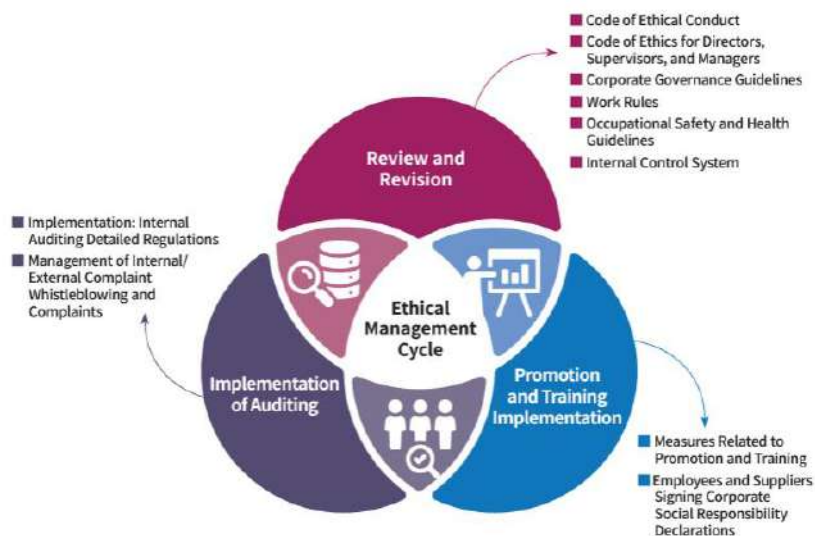 Code of Ethical Conduct
Code of Ethics for Directors,
Supervisors, and Managers
Corporate Governance Guidelines
Work Rules
Occupational Safety and Health
Guidelines
Internal Control System
Review and
Revision
Implementation: Internal
Auditing Detailed Regulations
Management of Internal/
External Complaint
Whistleblowing and
Complaints
Ethical
Management
Cycle
Implementation
of Auditing
Promotion
and Training
Implementation
Measures Related to
Promotion and Training
Employees and Suppliers
Signing Corporate
Social Responsibility
Declarations